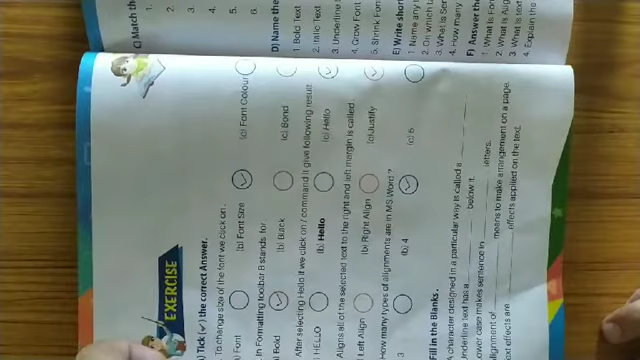 EXERCISE
Tick (✓) the correct Answer.
To change size of the font we click on.
Font (b) Font Size (c) Font Colour
In Formatting toolbar B stands for
Bold (b) Black (c) Bond
After selecting Hello if we click on I command it give following result
HELLO (b) Hello (c) Hello
Aligns all of the selected text to the right and left margin is called
Left Align (b) Right Align (c) Justify
How many types of alignments are in MS Word?
3 (b) 4 (c) 5
Fill in the Blanks.
character designed in a particular way is called a
text has a below it.
case makes sentence in letters.
of means to make arrangement on a page.
effects are effects applied on the text.
C) Match th
1.
2.
3.
4.
5.
6.
D) Name the
1 Bold Text
2. Italic Text
3. Underline
4. Grow Font
5. Shrink Fon
E) Write short
1 Name any t
2. On which t
3. What is Sen
4. How many
F) Answer the
1 What is Font
2. What is Alig
3. What is text
4. Explain the